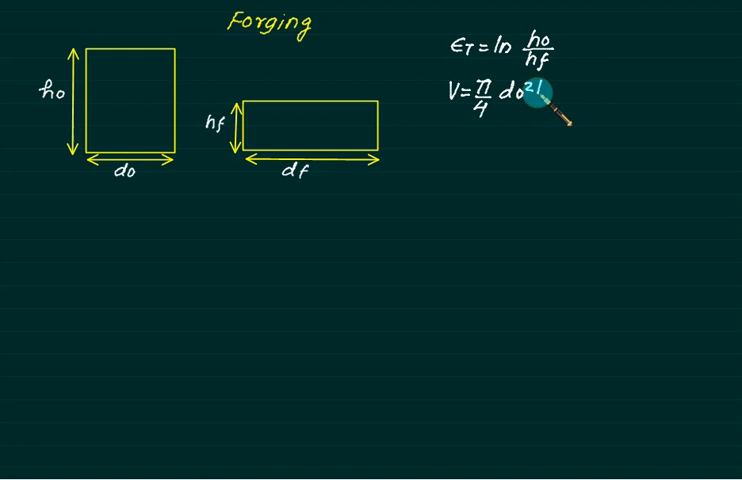 Forging
ho
do
hf
df
ϵT = ln ho/hf
V = π/4 do²